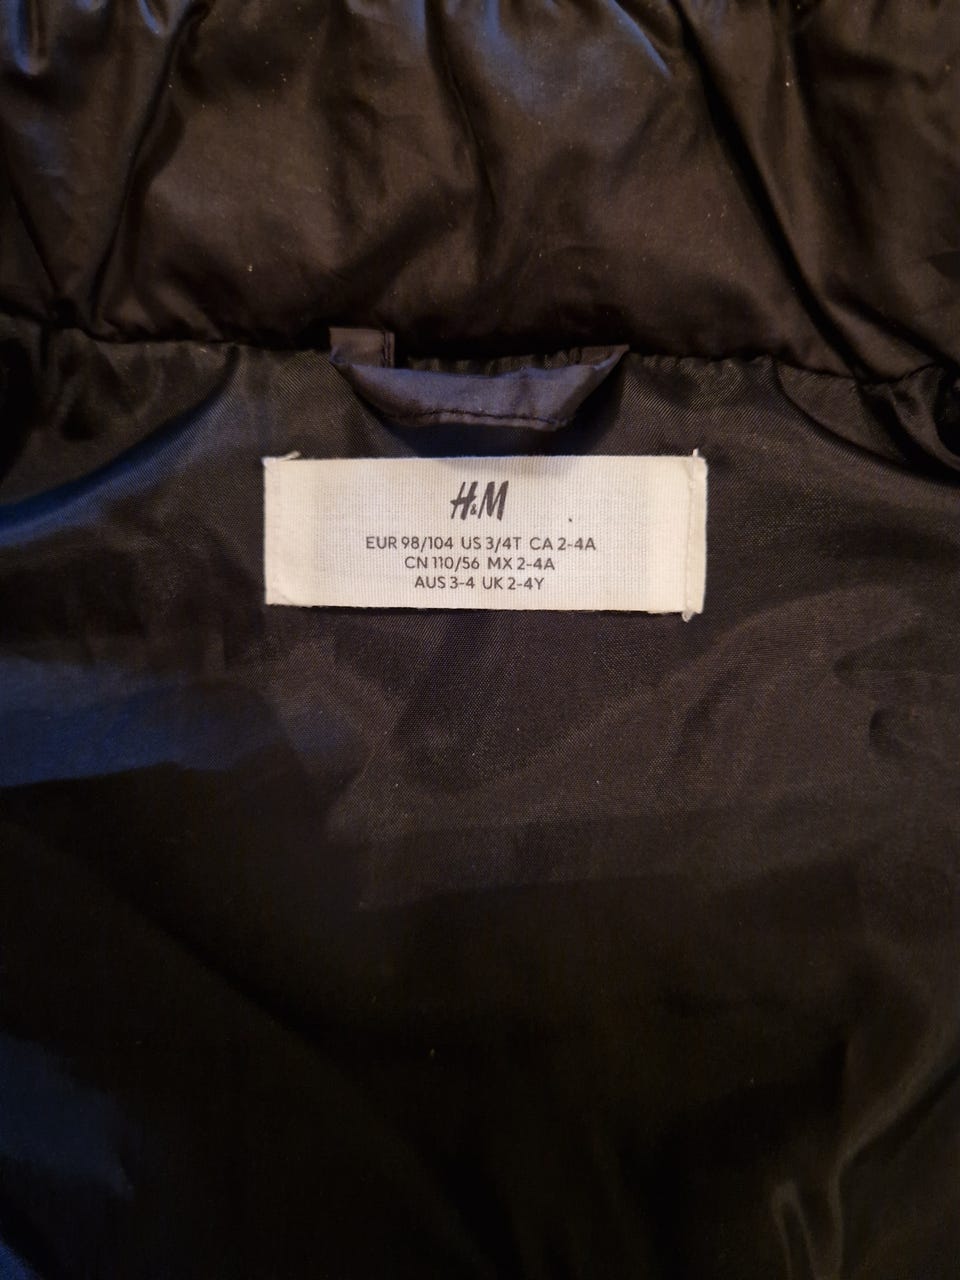 H&M
EUR 98/104 US 3/4T CA 2-4A
CN 110/56 MX 2-4A
AUS 3-4 UK 2-4Y